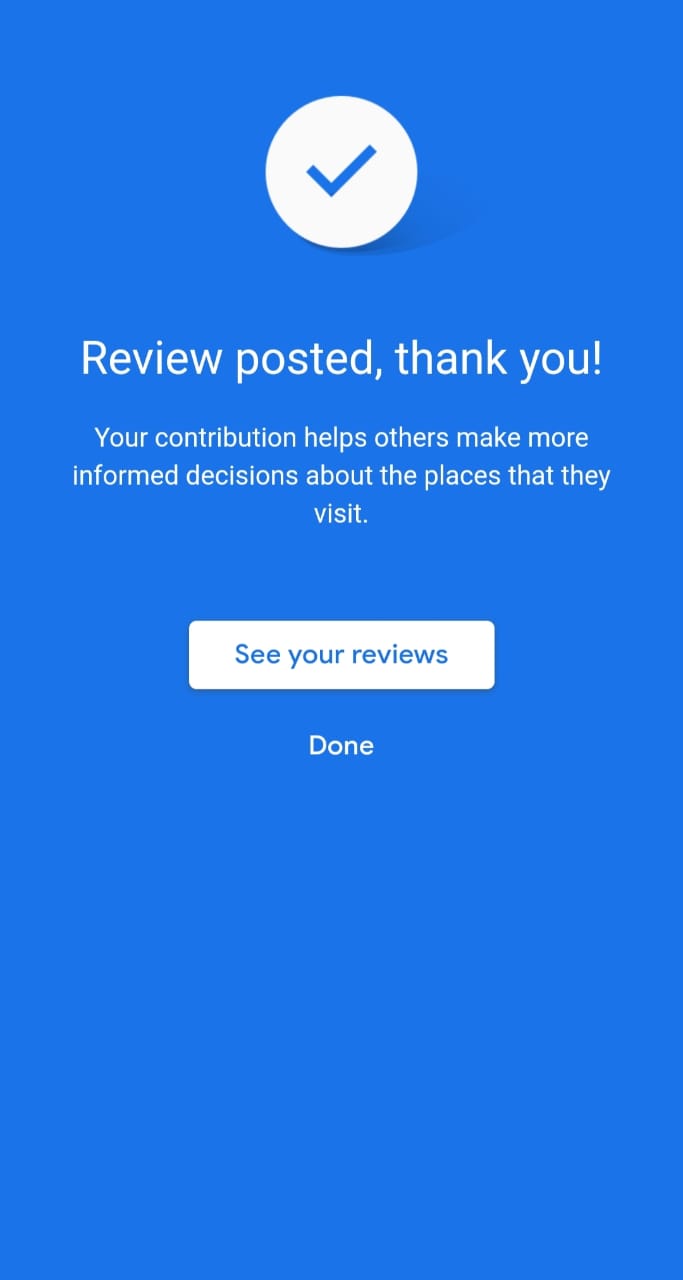 Review posted, thank you!
Your contribution helps others make more
informed decisions about the places that they
visit.
See your reviews
Done